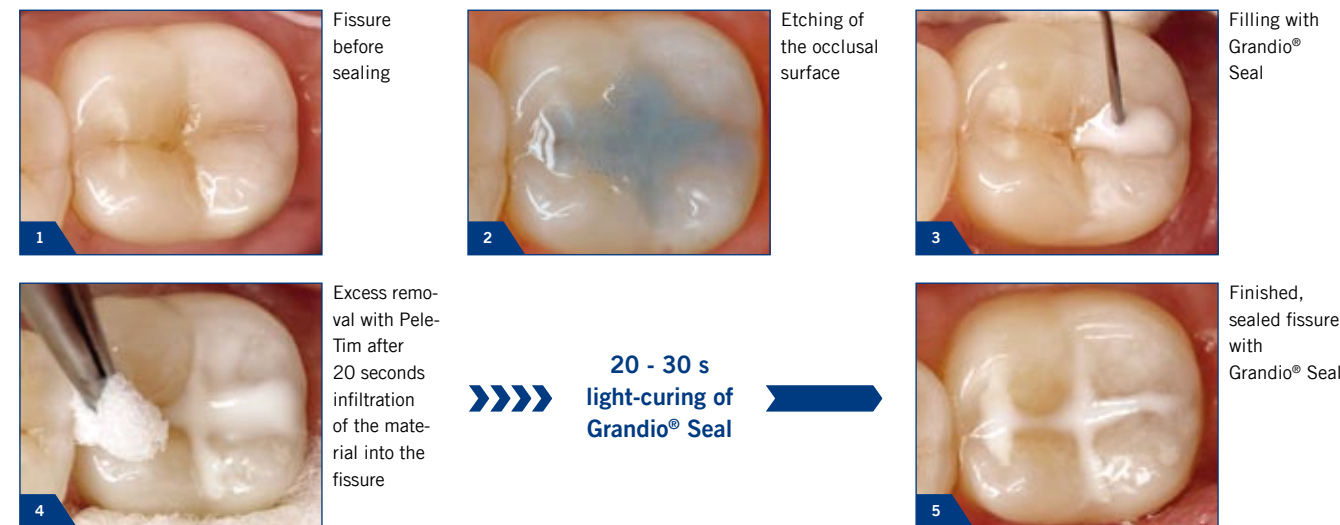 Fissure
before
sealing
1
Etching of
the occlusal
surface
2
Filling with
Grandio®
Seal
3
Excess remo-
val with Pele-
Tim after
20 seconds
infiltration
of the mate-
rial into the
fissure
4
20 - 30 s
light-curing of
Grandio® Seal
Finished,
sealed fissure
with
Grandio® Seal
5